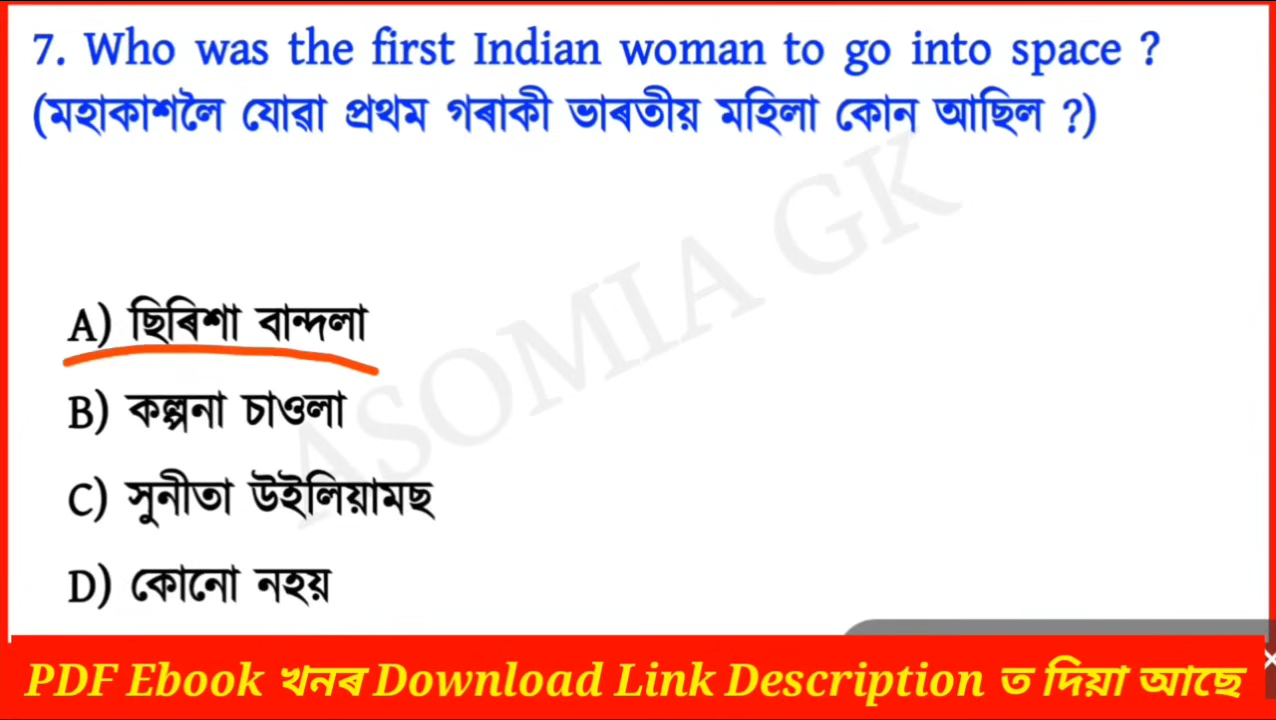 7. Who was the first Indian woman to go into space ?
(মহাকাশলৈ যোৱা প্ৰথম গৰাকী ভাৰতীয় মহিলা কোন আছিল ?)
A) ছিৰিশা বান্দলা
B) কল্পনা চাওলা
C) সুনীতা উইলিয়ামছ
D) কোনো নহয়
ASOMIA GK
PDF Ebook খনৰ Download Link Description ত দিয়া আছে